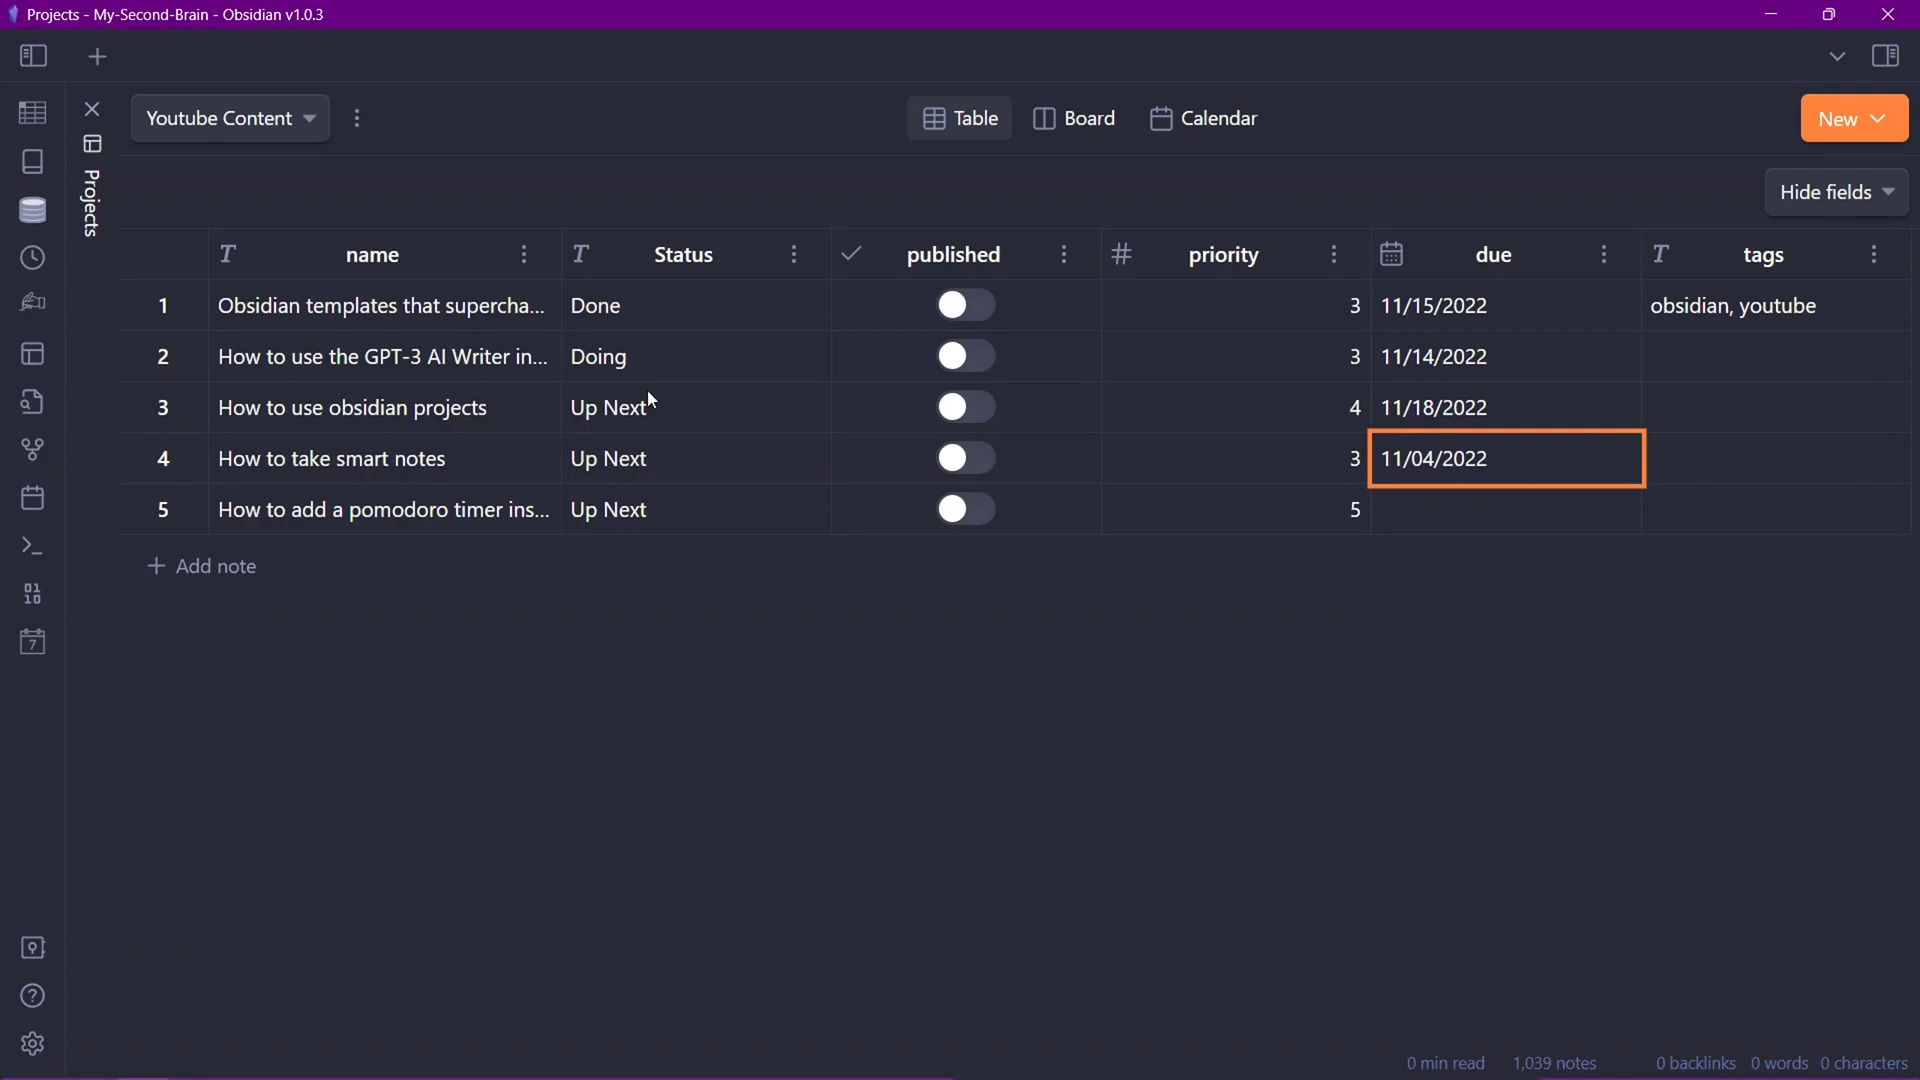 Projects - My-Second-Brain - Obsidian v1.0.3
Youtube Content
Table
Board
Calendar
New
Projects
Hide fields
name Status published # priority due tags
1 Obsidian templates that supercha... Done 3 11/15/2022 obsidian, youtube
2 How to use the GPT-3 AI Writer in... Doing 3 11/14/2022
3 How to use obsidian projects Up Next 4 11/18/2022
4 How to take smart notes Up Next 3 11/04/2022
5 How to add a pomodoro timer ins... Up Next 5
+ Add note
0 min read 1,039 notes 0 backlinks 0 words 0 characters